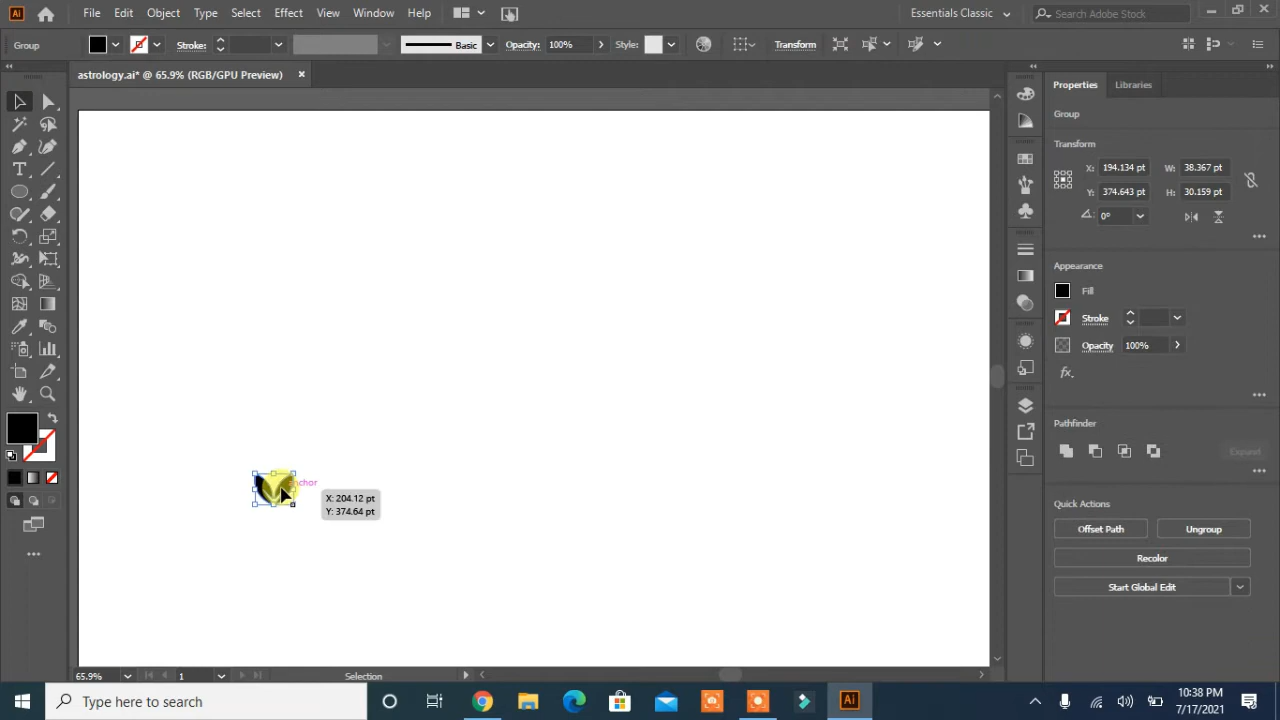 Ai File Edit Object Type Select Effect View Window Help Essentials Classic Search Adobe Stock
Group Stroke: Basic Opacity: 100% Style: Transform
astrology.ai* @ 65.9% (RGB/GPU Preview)
Properties Libraries
Group
Transform
X: 194.134 pt W: 38.367 pt
Y: 374.643 pt H: 30.159 pt
0°
Appearance
Fill
Stroke
Opacity 100%
fx.
Pathfinder
Expand
Quick Actions
Offset Path Ungroup
Recolor
Start Global Edit
X: 204.12 pt
Y: 374.64 pt
65.9% 1 Selection
Type here to search
Ai
10:38 PM
7/17/2021